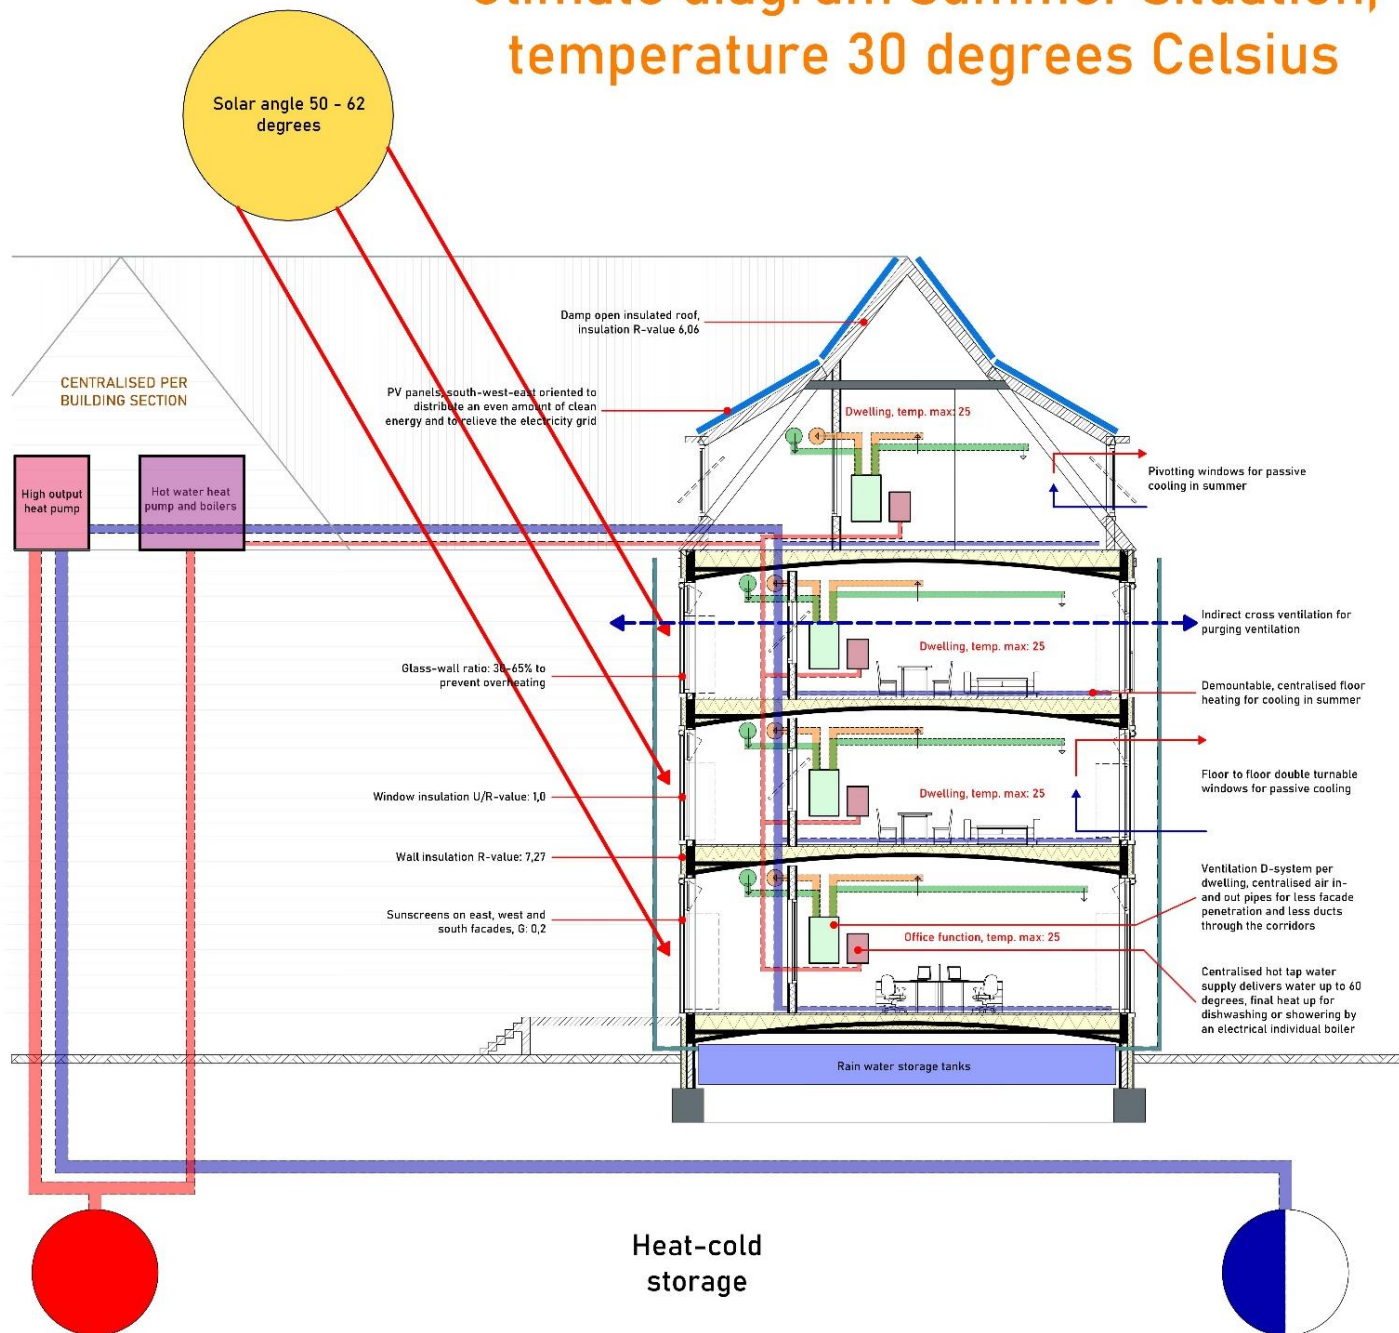 Climate diagram Summer Situation,
temperature 30 degrees Celsius
Solar angle 50 - 62
degrees
Damp open insulated roof,
insulation R-value 6,06
CENTRALISED PER
BUILDING SECTION
PV panels, south-west-east oriented to
distribute an even amount of clean
energy and to relieve the electricity grid
Dwelling, temp. max: 25
Pivotting windows for passive
cooling in summer
High output
heat pump
Hot water heat
pump and boilers
Indirect cross ventilation for
purging ventilation
Glass-wall ratio: 30-65% to
prevent overheating
Dwelling, temp. max: 25
Demountable, centralised floor
heating for cooling in summer
Window insulation U/R-value: 1,0
Dwelling, temp. max: 25
Floor to floor double turnable
windows for passive cooling
Wall insulation R-value: 7,27
Ventilation D-system per
dwelling, centralised air in-
and out pipes for less facade
penetration and less ducts
through the corridors
Sunscreens on east, west and
south facades, G: 0,2
Office function, temp. max: 25
Centralised hot tap water
supply delivers water up to 60
degrees, final heat up for
dishwashing or showering by
an electrical individual boiler
Rain water storage tanks
Heat-cold
storage